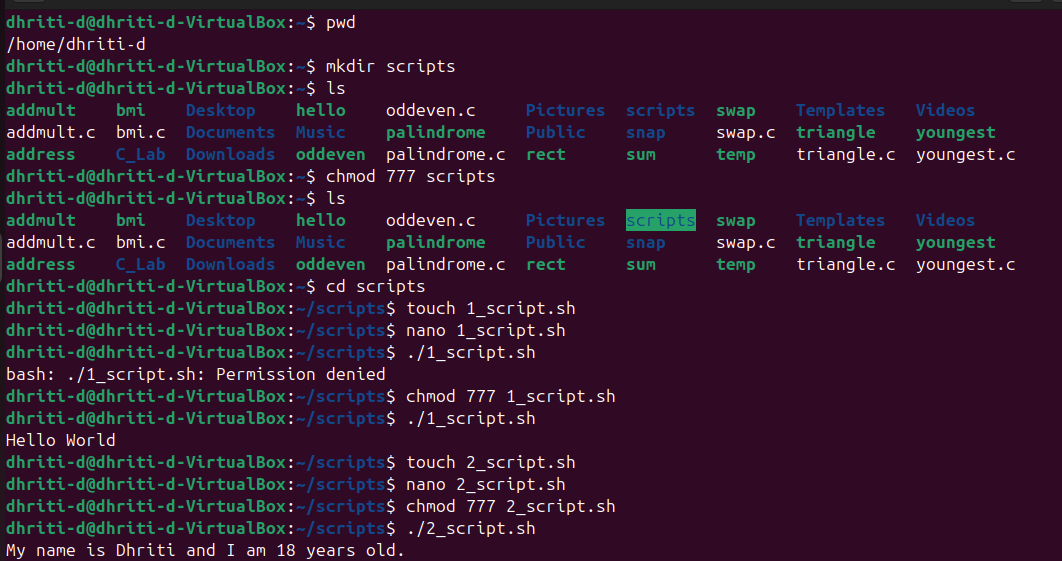 dhriti-d@dhriti-d-VirtualBox:~$ pwd
/home/dhriti-d
dhriti-d@dhriti-d-VirtualBox:~$ mkdir scripts
dhriti-d@dhriti-d-VirtualBox:~$ ls
addmult bmi Desktop hello oddeven.c Pictures scripts swap Templates Videos
addmult.c bmi.c Documents Music palindrome Public snap swap.c triangle youngest
address C_Lab Downloads oddeven palindrome.c rect sum temp triangle.c youngest.c
dhriti-d@dhriti-d-VirtualBox:~$ chmod 777 scripts
dhriti-d@dhriti-d-VirtualBox:~$ ls
addmult bmi Desktop hello oddeven.c Pictures scripts swap Templates Videos
addmult.c bmi.c Documents Music palindrome Public snap swap.c triangle youngest
address C_Lab Downloads oddeven palindrome.c rect sum temp triangle.c youngest.c
dhriti-d@dhriti-d-VirtualBox:~$ cd scripts
dhriti-d@dhriti-d-VirtualBox:~/scripts$ touch 1_script.sh
dhriti-d@dhriti-d-VirtualBox:~/scripts$ nano 1_script.sh
dhriti-d@dhriti-d-VirtualBox:~/scripts$ ./1_script.sh
bash: ./1_script.sh: Permission denied
dhriti-d@dhriti-d-VirtualBox:~/scripts$ chmod 777 1_script.sh
dhriti-d@dhriti-d-VirtualBox:~/scripts$ ./1_script.sh
Hello World
dhriti-d@dhriti-d-VirtualBox:~/scripts$ touch 2_script.sh
dhriti-d@dhriti-d-VirtualBox:~/scripts$ nano 2_script.sh
dhriti-d@dhriti-d-VirtualBox:~/scripts$ chmod 777 2_script.sh
dhriti-d@dhriti-d-VirtualBox:~/scripts$ ./2_script.sh
My name is Dhriti and I am 18 years old.